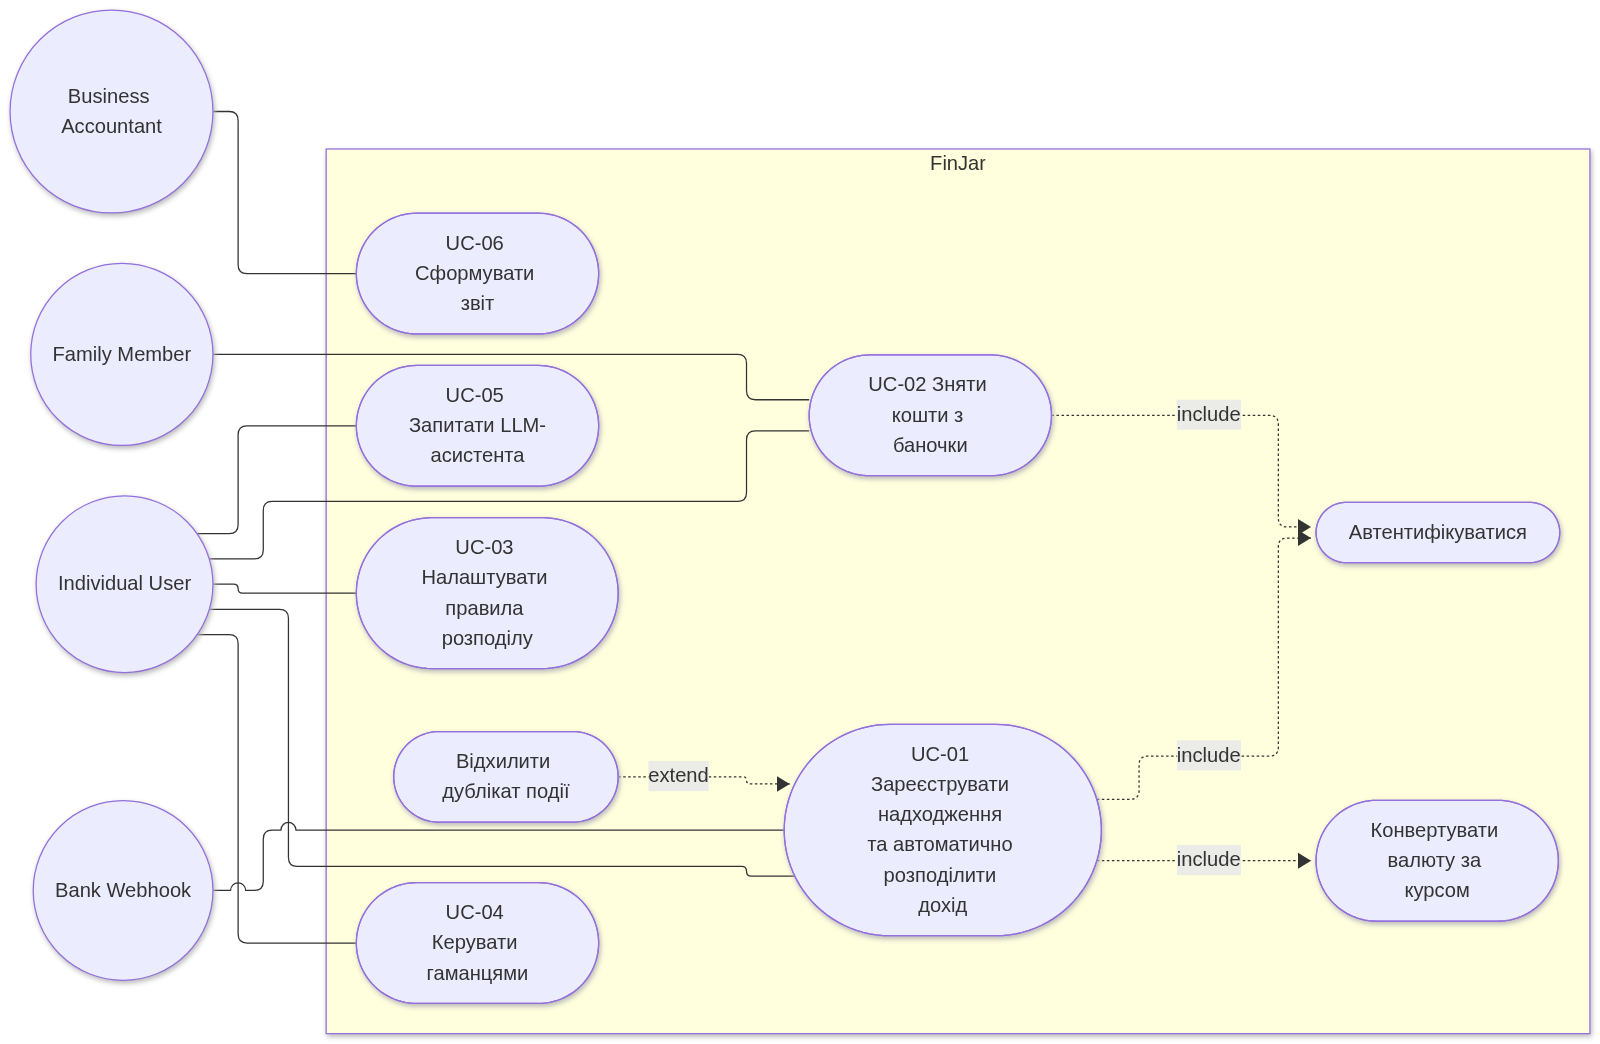 Business
Accountant
FinJar
UC-06
Сформувати
звіт
Family Member
UC-05
Запитати LLM-
асистента
UC-02 Зняти
кошти з
баночки
include
Individual User
UC-03
Налаштувати
правила
розподілу
Автентифікуватися
Відхилити
дублікат події
extend
UC-01
Зареєструвати
надходження
та автоматично
розподілити
дохід
include
include
Конвертувати
валюту за
курсом
Bank Webhook
UC-04
Керувати
гаманцями